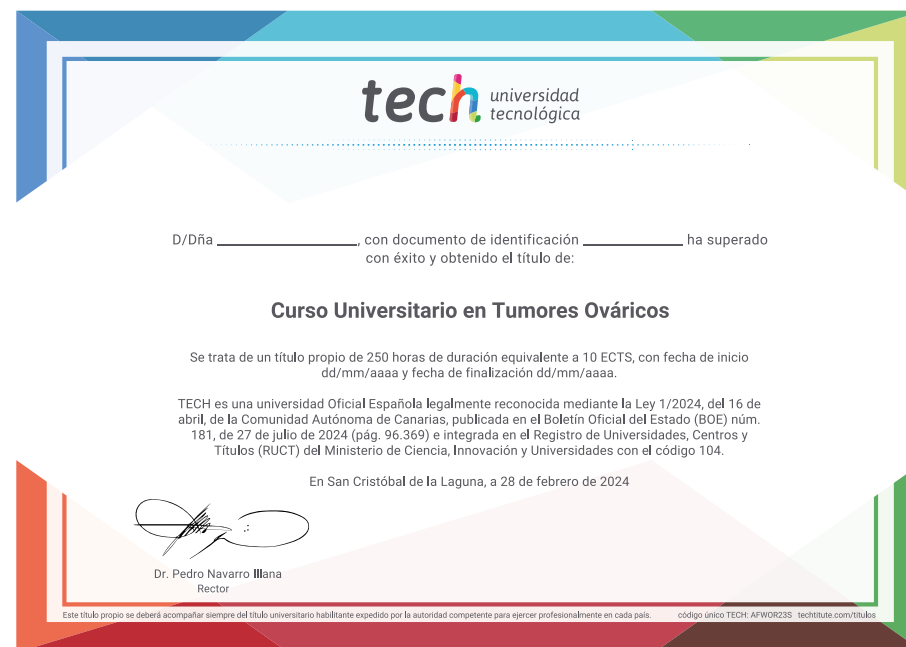 tech universidad
tecnológica
D/Dña ____________________, con documento de identificación ______________ ha superado
con éxito y obtenido el título de:
Curso Universitario en Tumores Ováricos
Se trata de un título propio de 250 horas de duración equivalente a 10 ECTS, con fecha de inicio
dd/mm/aaaa y fecha de finalización dd/mm/aaaa.
TECH es una universidad Oficial Española legalmente reconocida mediante la Ley 1/2024, del 16 de
abril, de la Comunidad Autónoma de Canarias, publicada en el Boletín Oficial del Estado (BOE) núm.
181, de 27 de julio de 2024 (pág. 96.369) e integrada en el Registro de Universidades, Centros y
Títulos (RUCT) del Ministerio de Ciencia, Innovación y Universidades con el código 104.
En San Cristóbal de la Laguna, a 28 de febrero de 2024
Dr. Pedro Navarro Illana
Rector
Este título propio se deberá acompañar siempre del título universitario habilitante expedido por la autoridad competente para ejercer profesionalmente en cada país. código único TECH: AFWOR23S techtitute.com/titulos